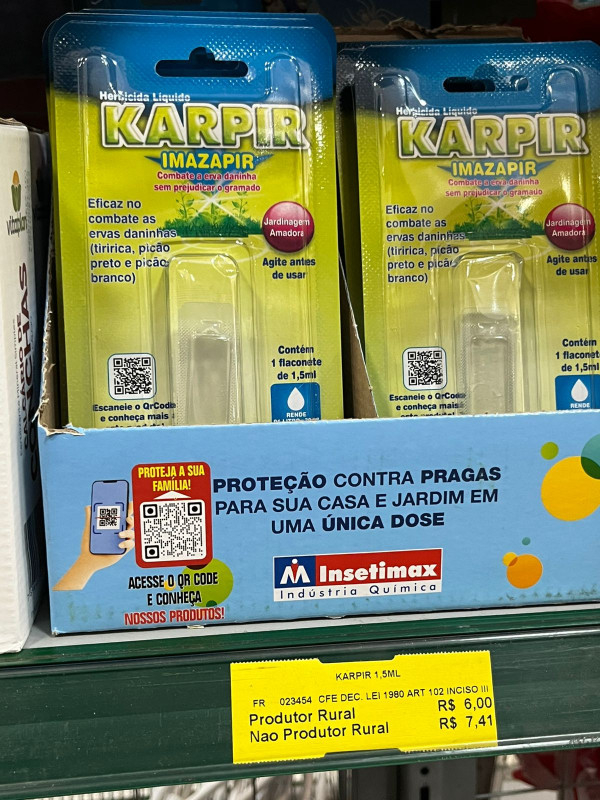 Herbicida Líquido
KARPIR
IMAZAPIR
Combate a erva daninha
sem prejudicar o gramado
Eficaz no
combate as
ervas daninhas
(tiririca, picão
preto e picão
branco)
Jardinagem
Amadora
Agite antes
de usar
Contém
1 flaconete
de 1,5ml
Escaneie o QrCode
e conheça mais
RENDE
Herbicida Líquido
KARPIR
IMAZAPIR
Combate a erva daninha
sem prejudicar o gramado
Eficaz no
combate as
ervas daninhas
(tiririca, picão
preto e picão
branco)
Jardinagem
Amadora
Agite antes
de usar
Contém
1 flaconete
de 1,5ml
Escaneie o QrCode
e conheça mais
RENDE
PROTEJA A SUA
FAMÍLIA!
ACESSE O QR CODE
E CONHEÇA
NOSSOS PRODUTOS!
PROTEÇÃO CONTRA PRAGAS
PARA SUA CASA E JARDIM EM
UMA ÚNICA DOSE
Insetimax
Indústria Química
KARPIR 1,5ML
FR 023454 CFE DEC. LEI 1980 ART 102 INCISO III
Produtor Rural R$ 6,00
Nao Produtor Rural R$ 7,41